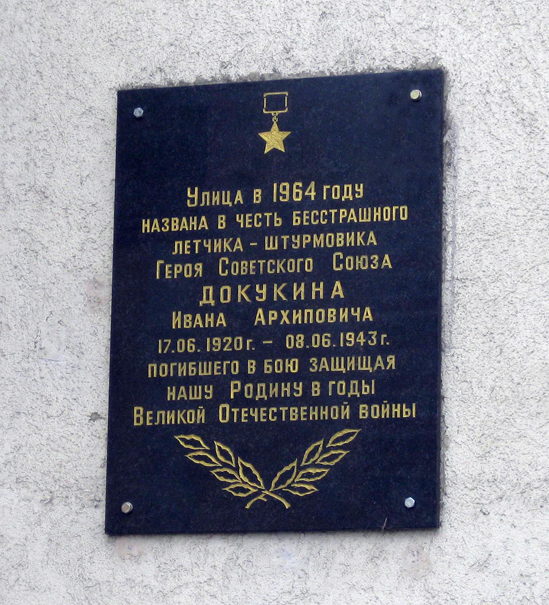 Улица в 1964 году
названа в честь бесстрашного
летчика - штурмовика
Героя Советского Союза
ДОКУКИНА
Ивана Архиповича
17.06.1920г. - 08.06.1943г.
погибшего в бою защищая
нашу Родину в годы
Великой Отечественной войны